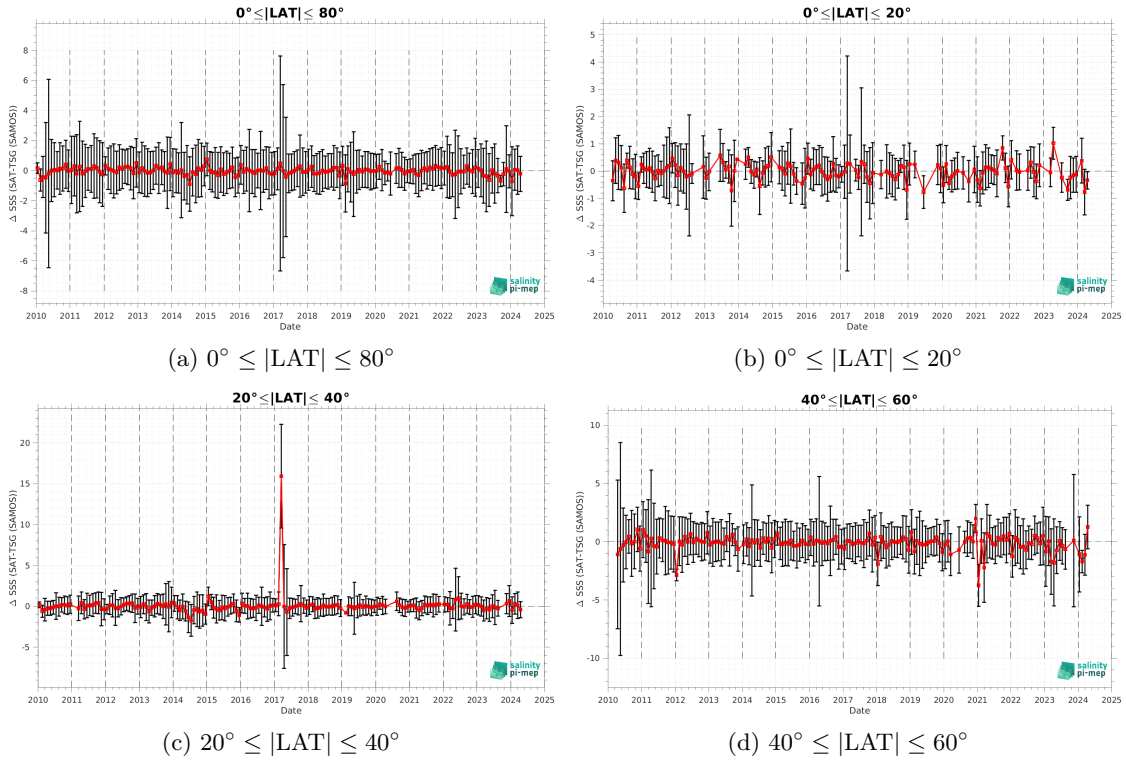 0°≤|LAT|≤ 80°
Δ SSS (SAT-TSG (SAMOS))
8
6
4
2
0
-2
-4
-6
-8
2010 2011 2012 2013 2014 2015 2016 2017 2018 2019 2020 2021 2022 2023 2024 2025
Date
salinity
pi-mep
(a) 0° ≤ |LAT| ≤ 80°
0°≤|LAT|≤ 20°
Δ SSS (SAT-TSG (SAMOS))
5
4
3
2
1
0
-1
-2
-3
-4
2010 2011 2012 2013 2014 2015 2016 2017 2018 2019 2020 2021 2022 2023 2024 2025
Date
salinity
pi-mep
(b) 0° ≤ |LAT| ≤ 20°
20°≤|LAT|≤ 40°
Δ SSS (SAT-TSG (SAMOS))
20
15
10
5
0
-5
2010 2011 2012 2013 2014 2015 2016 2017 2018 2019 2020 2021 2022 2023 2024 2025
Date
salinity
pi-mep
(c) 20° ≤ |LAT| ≤ 40°
40°≤|LAT|≤ 60°
Δ SSS (SAT-TSG (SAMOS))
10
5
0
-5
-10
2010 2011 2012 2013 2014 2015 2016 2017 2018 2019 2020 2021 2022 2023 2024 2025
Date
salinity
pi-mep
(d) 40° ≤ |LAT| ≤ 60°